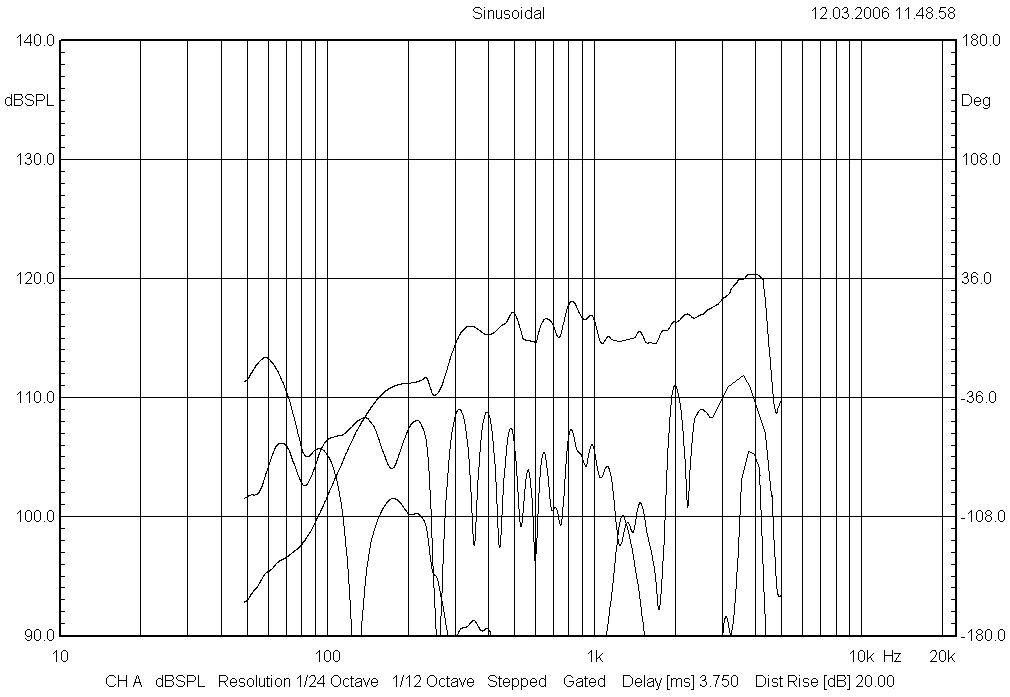 Sinusoidal 12.03.2006 11.48.58
140.0 180.0
dBSPL Deg
130.0 108.0
120.0 36.0
110.0 -36.0
100.0 -108.0
90.0 -180.0
10 100 1k 10k Hz 20k
CH A dBSPL Resolution 1/24 Octave 1/12 Octave Stepped Gated Delay [ms] 3.750 Dist Rise [dB] 20.00